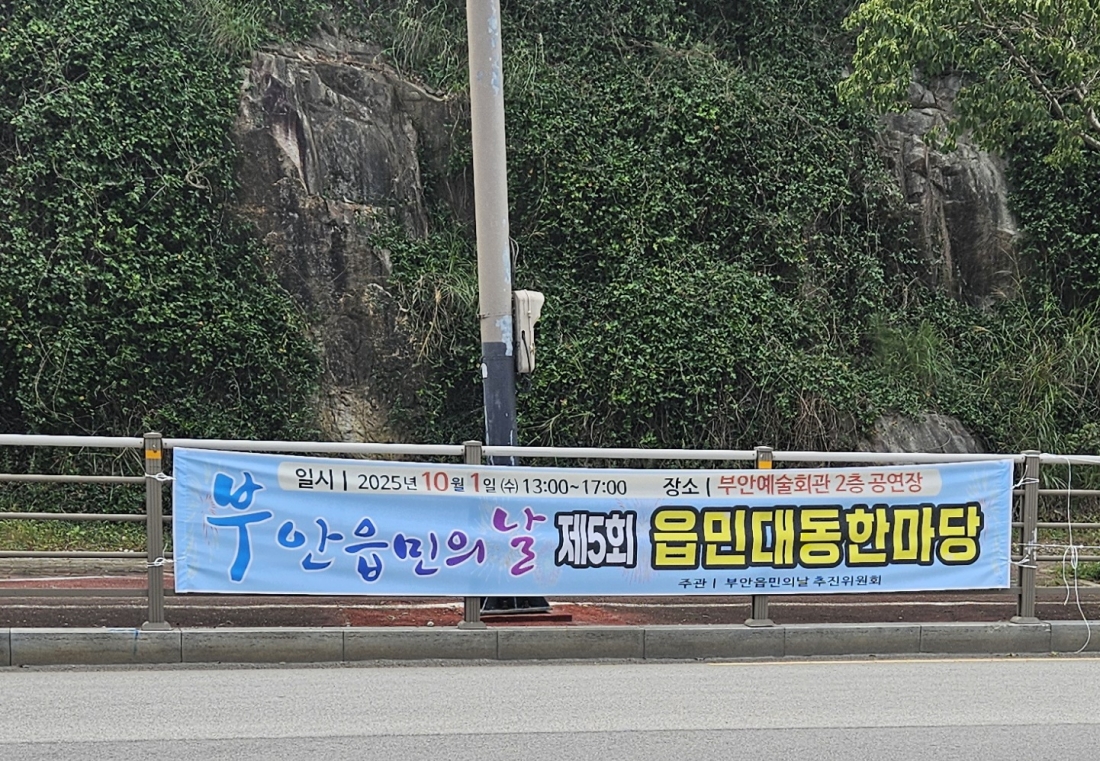 일시 | 2025년 10월 1일 (수) 13:00~17:00 장소 | 부안예술회관 2층 공연장
부안읍민의 날 제5회 읍민대동한마당
주관 | 부안읍민의날 추진위원회